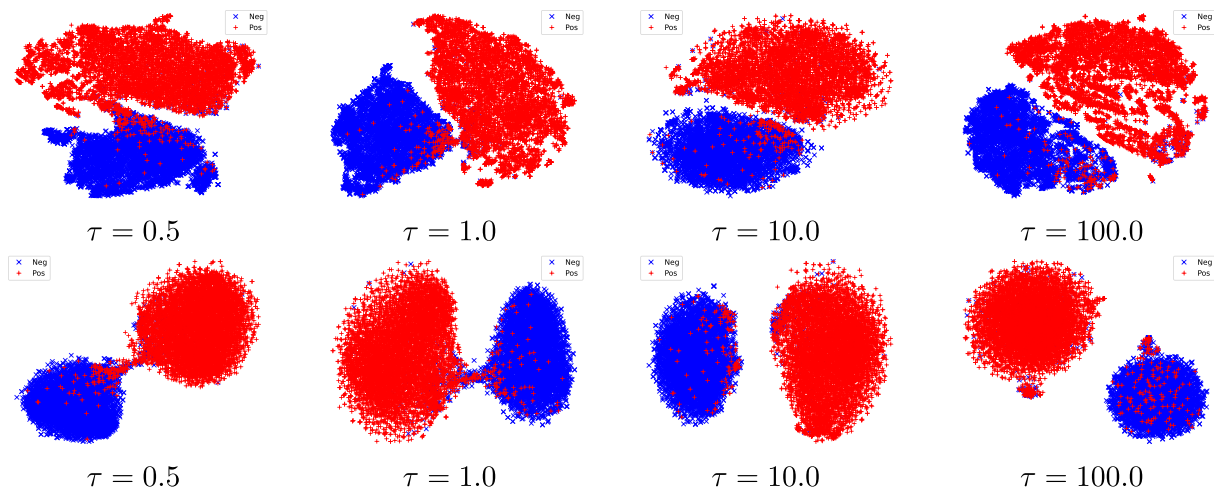 Neg
Pos
Neg
Pos
Neg
Pos
Neg
Pos
τ = 0.5
τ = 1.0
τ = 10.0
τ = 100.0
Neg
Pos
Neg
Pos
Neg
Pos
Neg
Pos
τ = 0.5
τ = 1.0
τ = 10.0
τ = 100.0